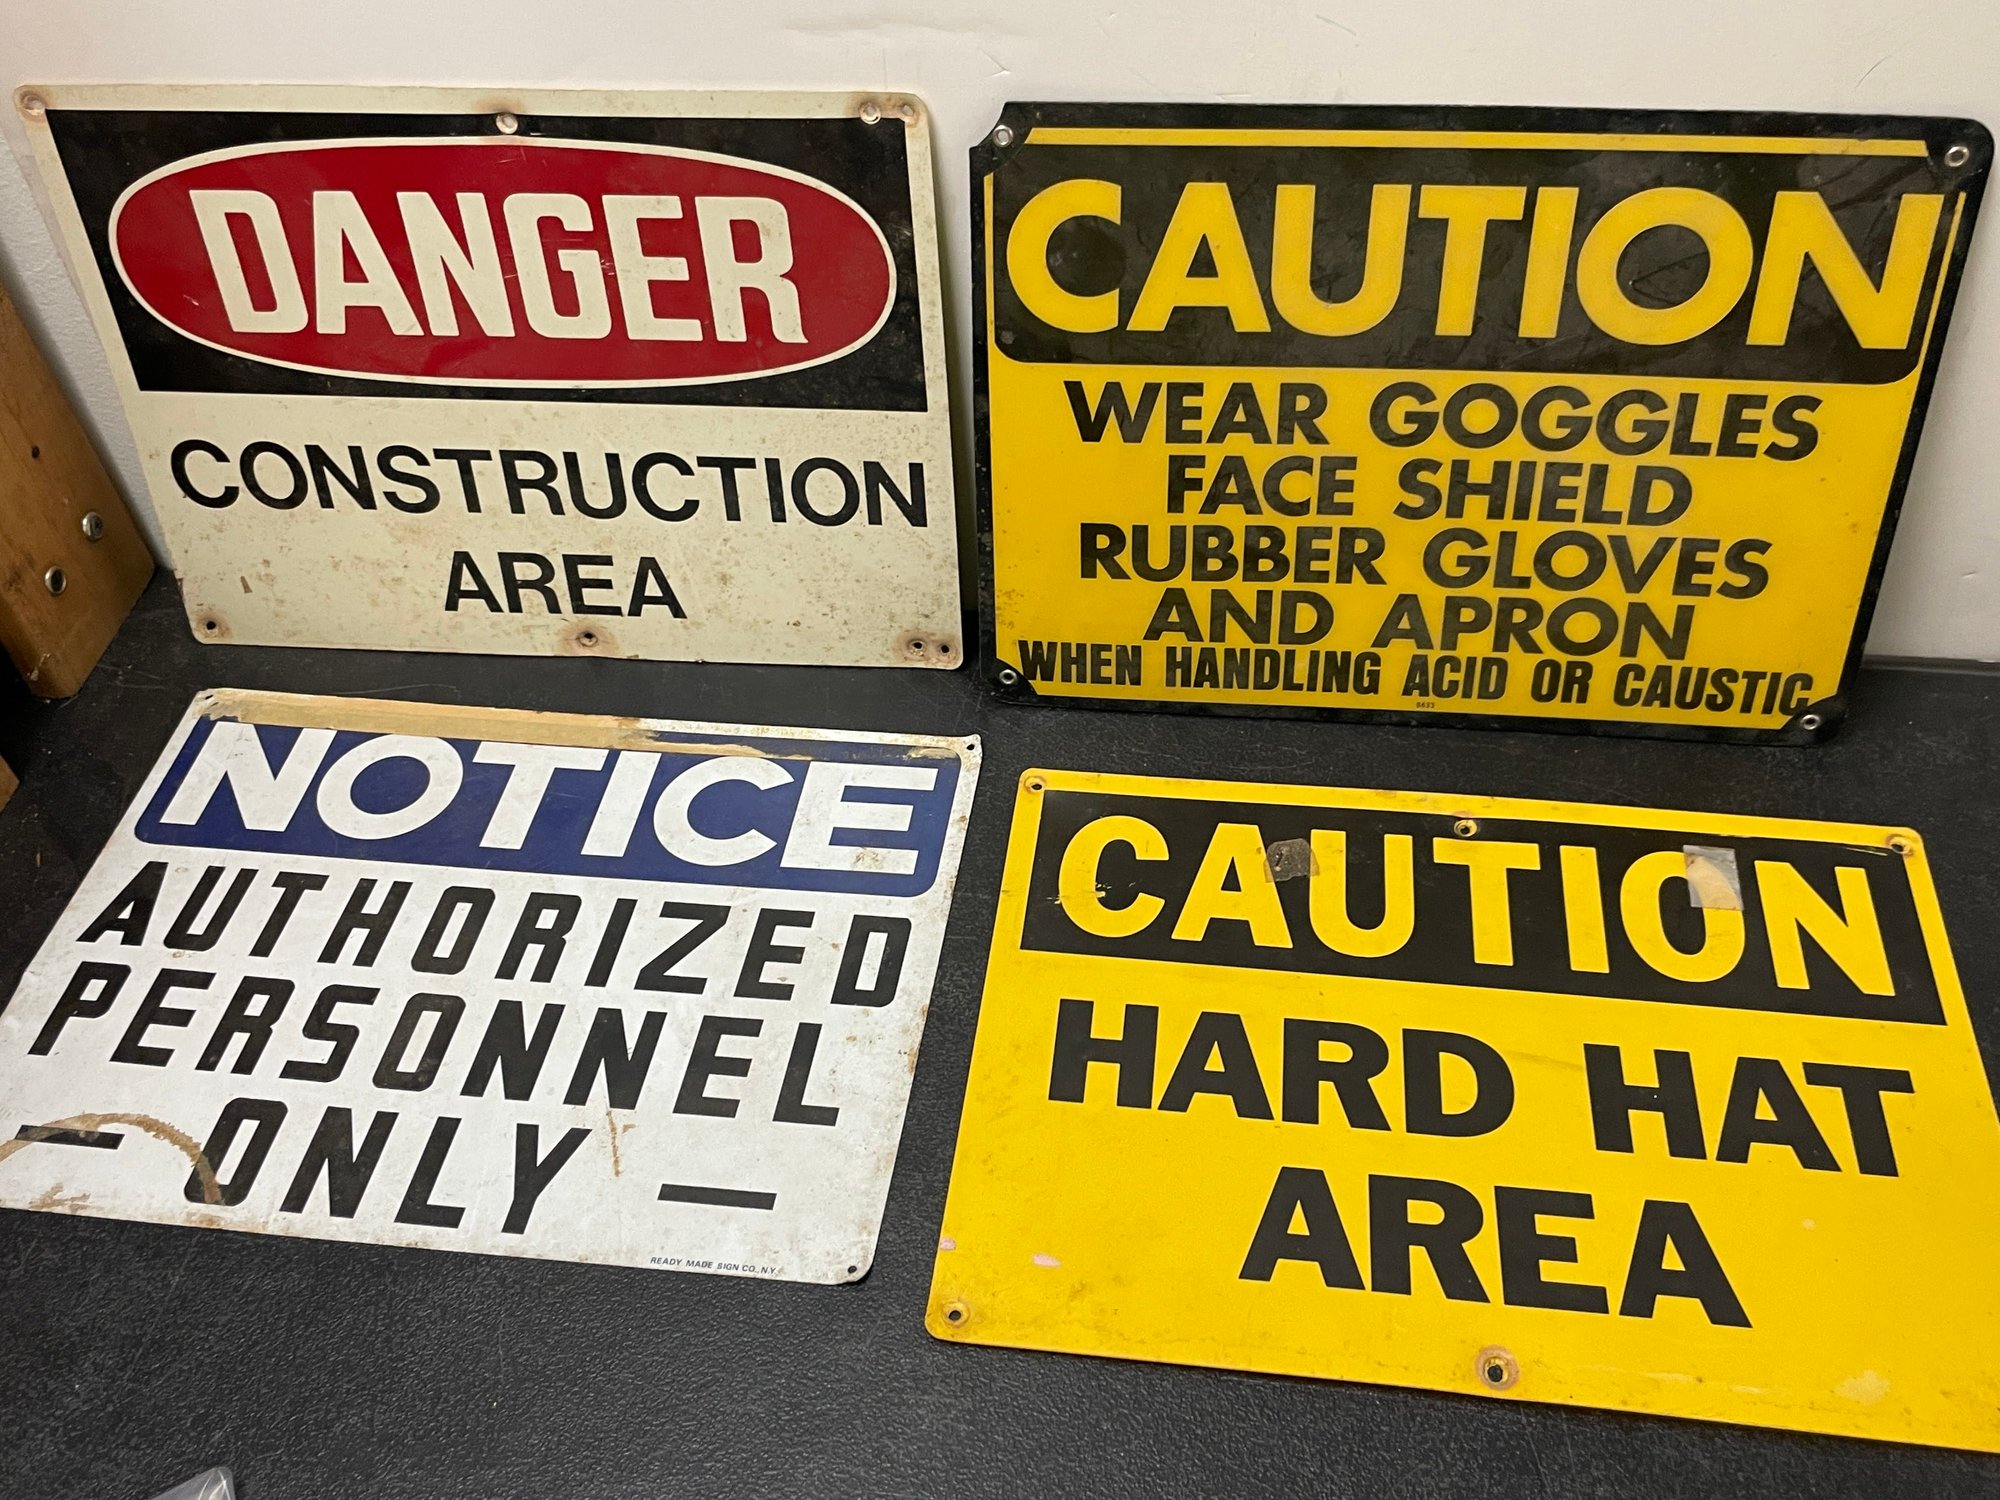 DANGER
CONSTRUCTION
AREA
CAUTION
WEAR GOGGLES
FACE SHIELD
RUBBER GLOVES
AND APRON
WHEN HANDLING ACID OR CAUSTIC
NOTICE
AUTHORIZED
PERSONNEL
— ONLY —
READY MADE SIGN CO., N.Y.
CAUTION
HARD HAT
AREA